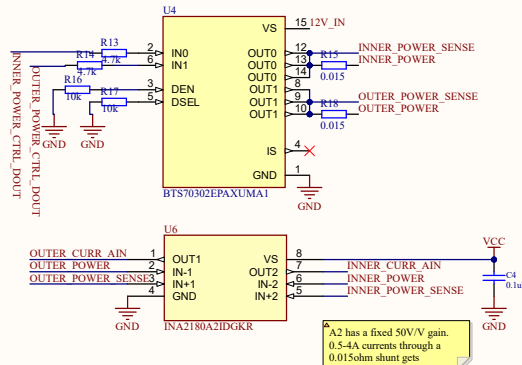 U4
R13
4.7k
R14
4.7k
R16
10k
R17
10k
2 IN0
6 IN1
3 DEN
5 DSEL
VS 15 12V_IN
OUT0 12 INNER_POWER_SENSE
OUT0 13 R15 INNER_POWER
OUT0 14 0.015
OUT1 8
OUT1 9 OUTER_POWER_SENSE
OUT1 10 R18 OUTER_POWER
0.015
IS 4
GND 1
BTS70302EPAXUMA1
GND
GND
GND
INNER_POWER_CTRL_DOUT
OUTER_POWER_CTRL_DOUT
U6
OUTER_CURR_AIN 1 OUT1
OUTER_POWER 2 IN-1
OUTER_POWER_SENSE 3 IN+1
4 GND
VS 8
OUT2 7 INNER_CURR_AIN
IN-2 6 INNER_POWER
IN+2 5 INNER_POWER_SENSE
INA2180A2IDGKR
GND
VCC
C4
0.1u
GND
A2 has a fixed 50V/V gain.
0.5-4A currents through a
0.015ohm shunt gets